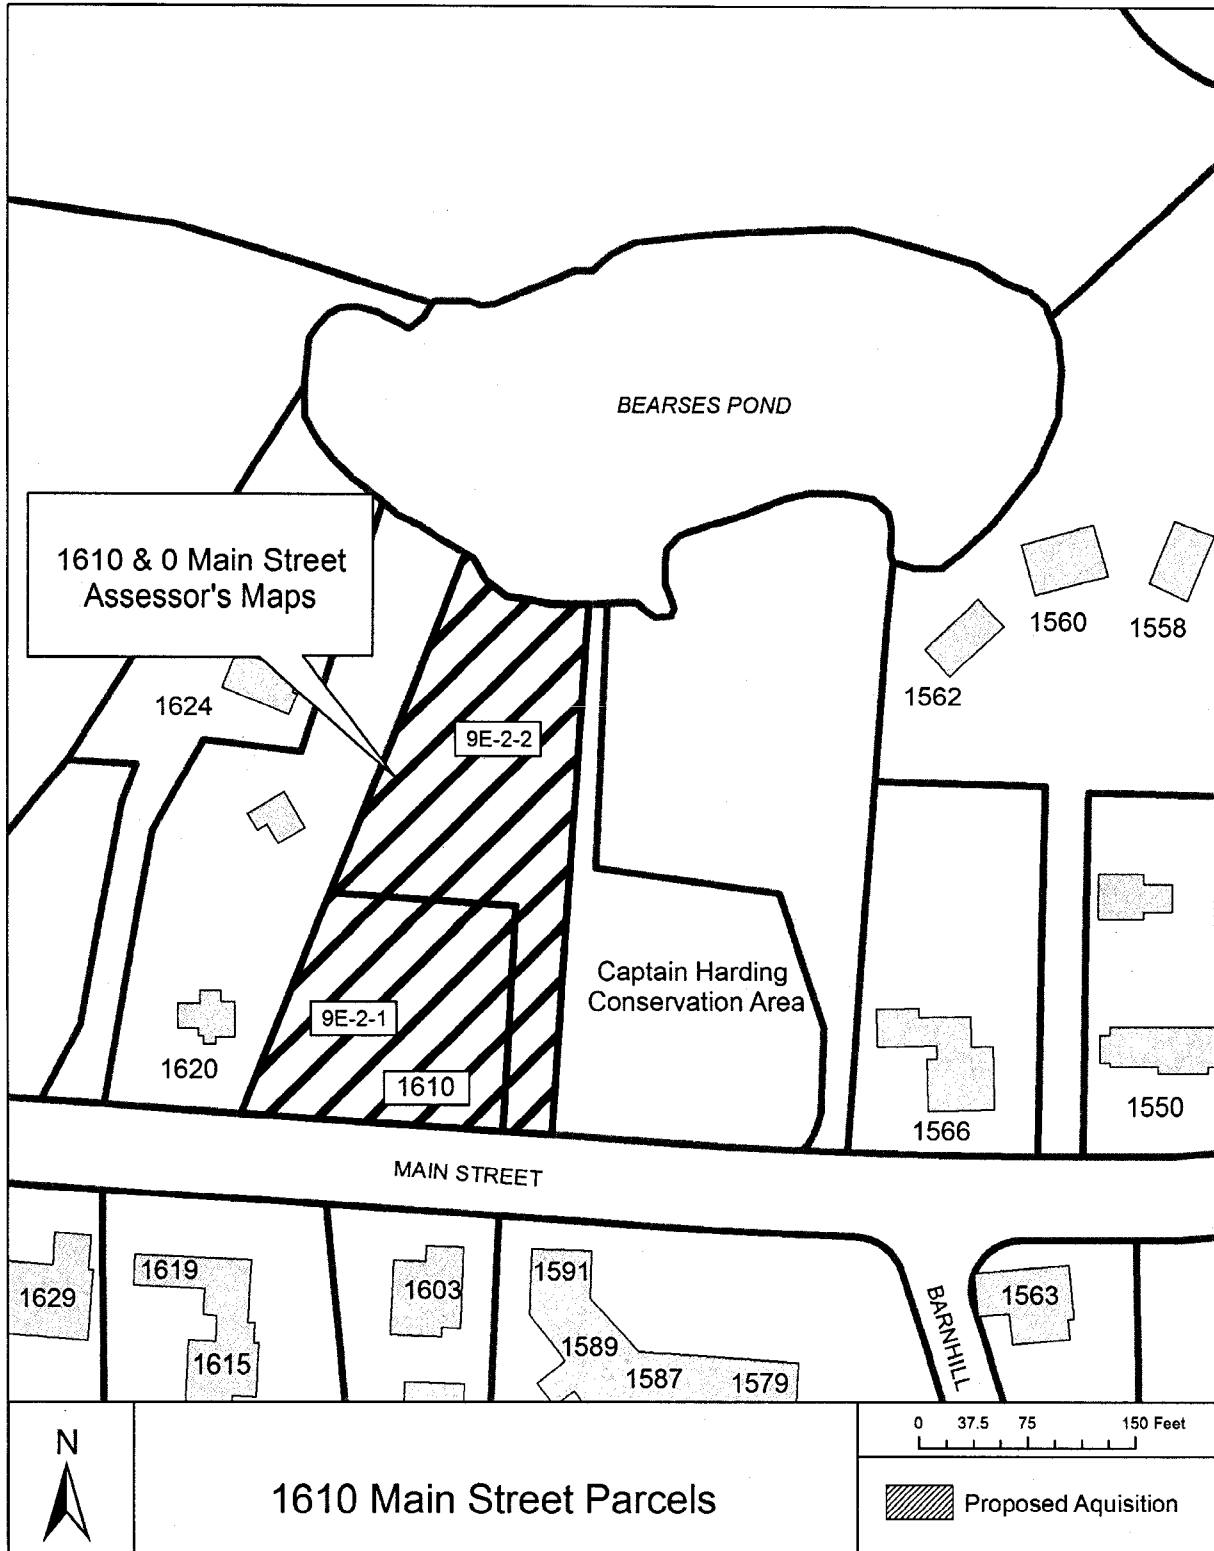 BEARSES POND
1610 & 0 Main Street
Assessor's Maps
1560
1558
1562
1624
9E-2-2
Captain Harding
Conservation Area
9E-2-1
1620
1610
1566
1550
MAIN STREET
1619
1591
1603
1629
1563
BARNHILL
1589
1615
1587
1579
N
1610 Main Street Parcels
0 37.5 75 150 Feet
Proposed Aquisition